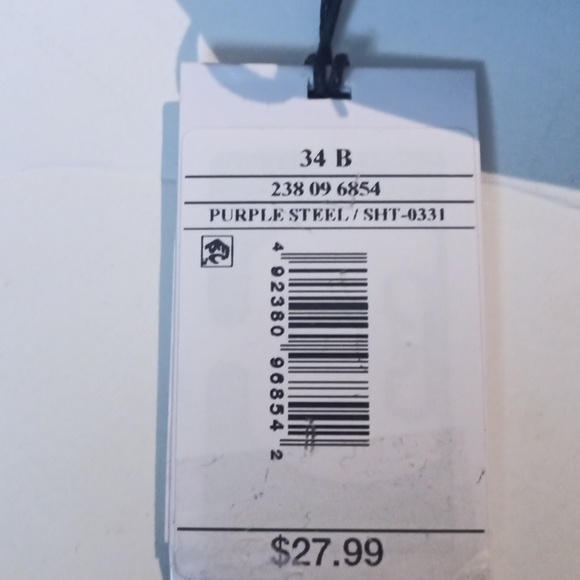 34 B
238 09 6854
PURPLE STEEL / SHT-0331
4 92380 96854 2
$27.99